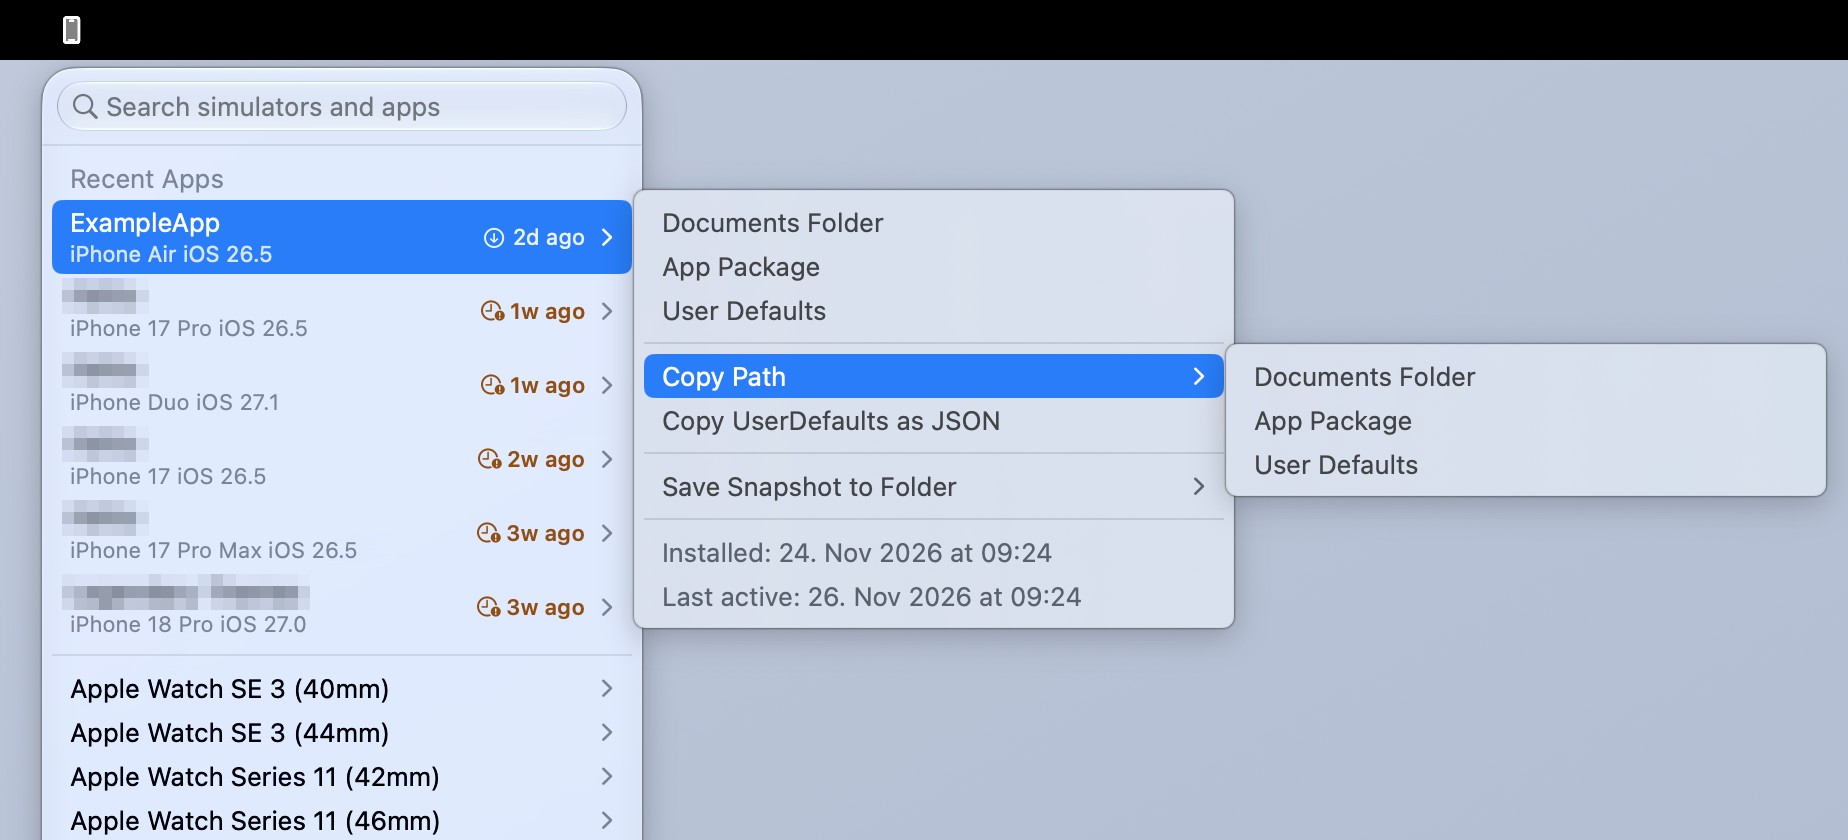 Search simulators and apps
Recent Apps
ExampleApp
2d ago
iPhone Air iOS 26.5
1w ago
iPhone 17 Pro iOS 26.5
1w ago
iPhone Duo iOS 27.1
2w ago
iPhone 17 iOS 26.5
3w ago
iPhone 17 Pro Max iOS 26.5
3w ago
iPhone 18 Pro iOS 27.0
Apple Watch SE 3 (40mm)
Apple Watch SE 3 (44mm)
Apple Watch Series 11 (42mm)
Apple Watch Series 11 (46mm)
Documents Folder
App Package
User Defaults
Copy Path
Copy UserDefaults as JSON
Save Snapshot to Folder
Installed: 24. Nov 2026 at 09:24
Last active: 26. Nov 2026 at 09:24
Documents Folder
App Package
User Defaults